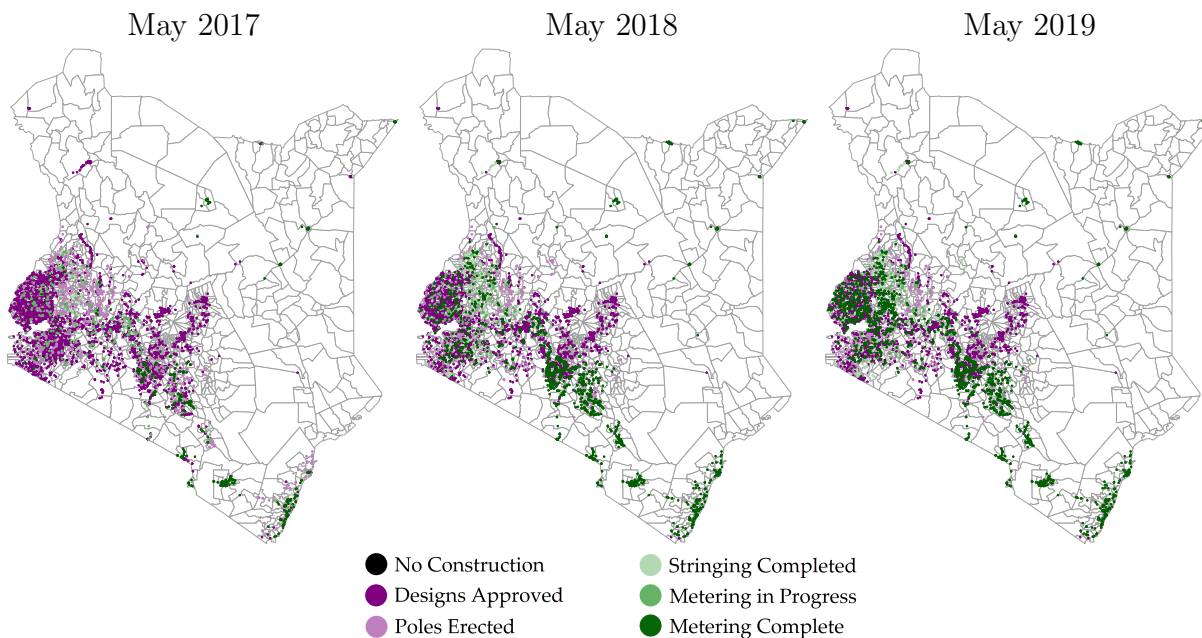 May 2017 May 2018 May 2019
No Construction Stringing Completed
Designs Approved Metering in Progress
Poles Erected Metering Complete